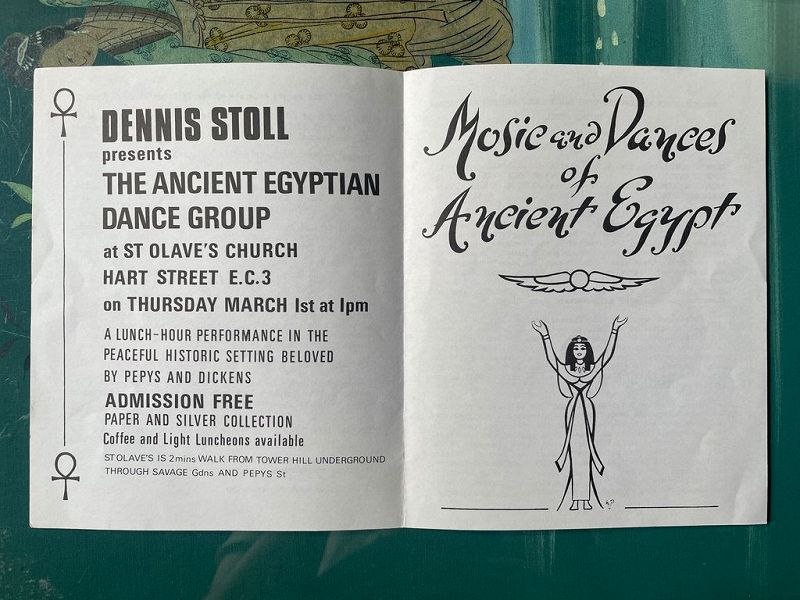 DENNIS STOLL
presents
THE ANCIENT EGYPTIAN
DANCE GROUP
at ST OLAVE'S CHURCH
HART STREET E.C.3
on THURSDAY MARCH 1st at 1pm
A LUNCH-HOUR PERFORMANCE IN THE
PEACEFUL HISTORIC SETTING BELOVED
BY PEPYS AND DICKENS
ADMISSION FREE
PAPER AND SILVER COLLECTION
Coffee and Light Luncheons available
ST OLAVE'S IS 2mins WALK FROM TOWER HILL UNDERGROUND
THROUGH SAVAGE Gdns AND PEPYS St
Mosic and Dances
of
Ancient Egypt